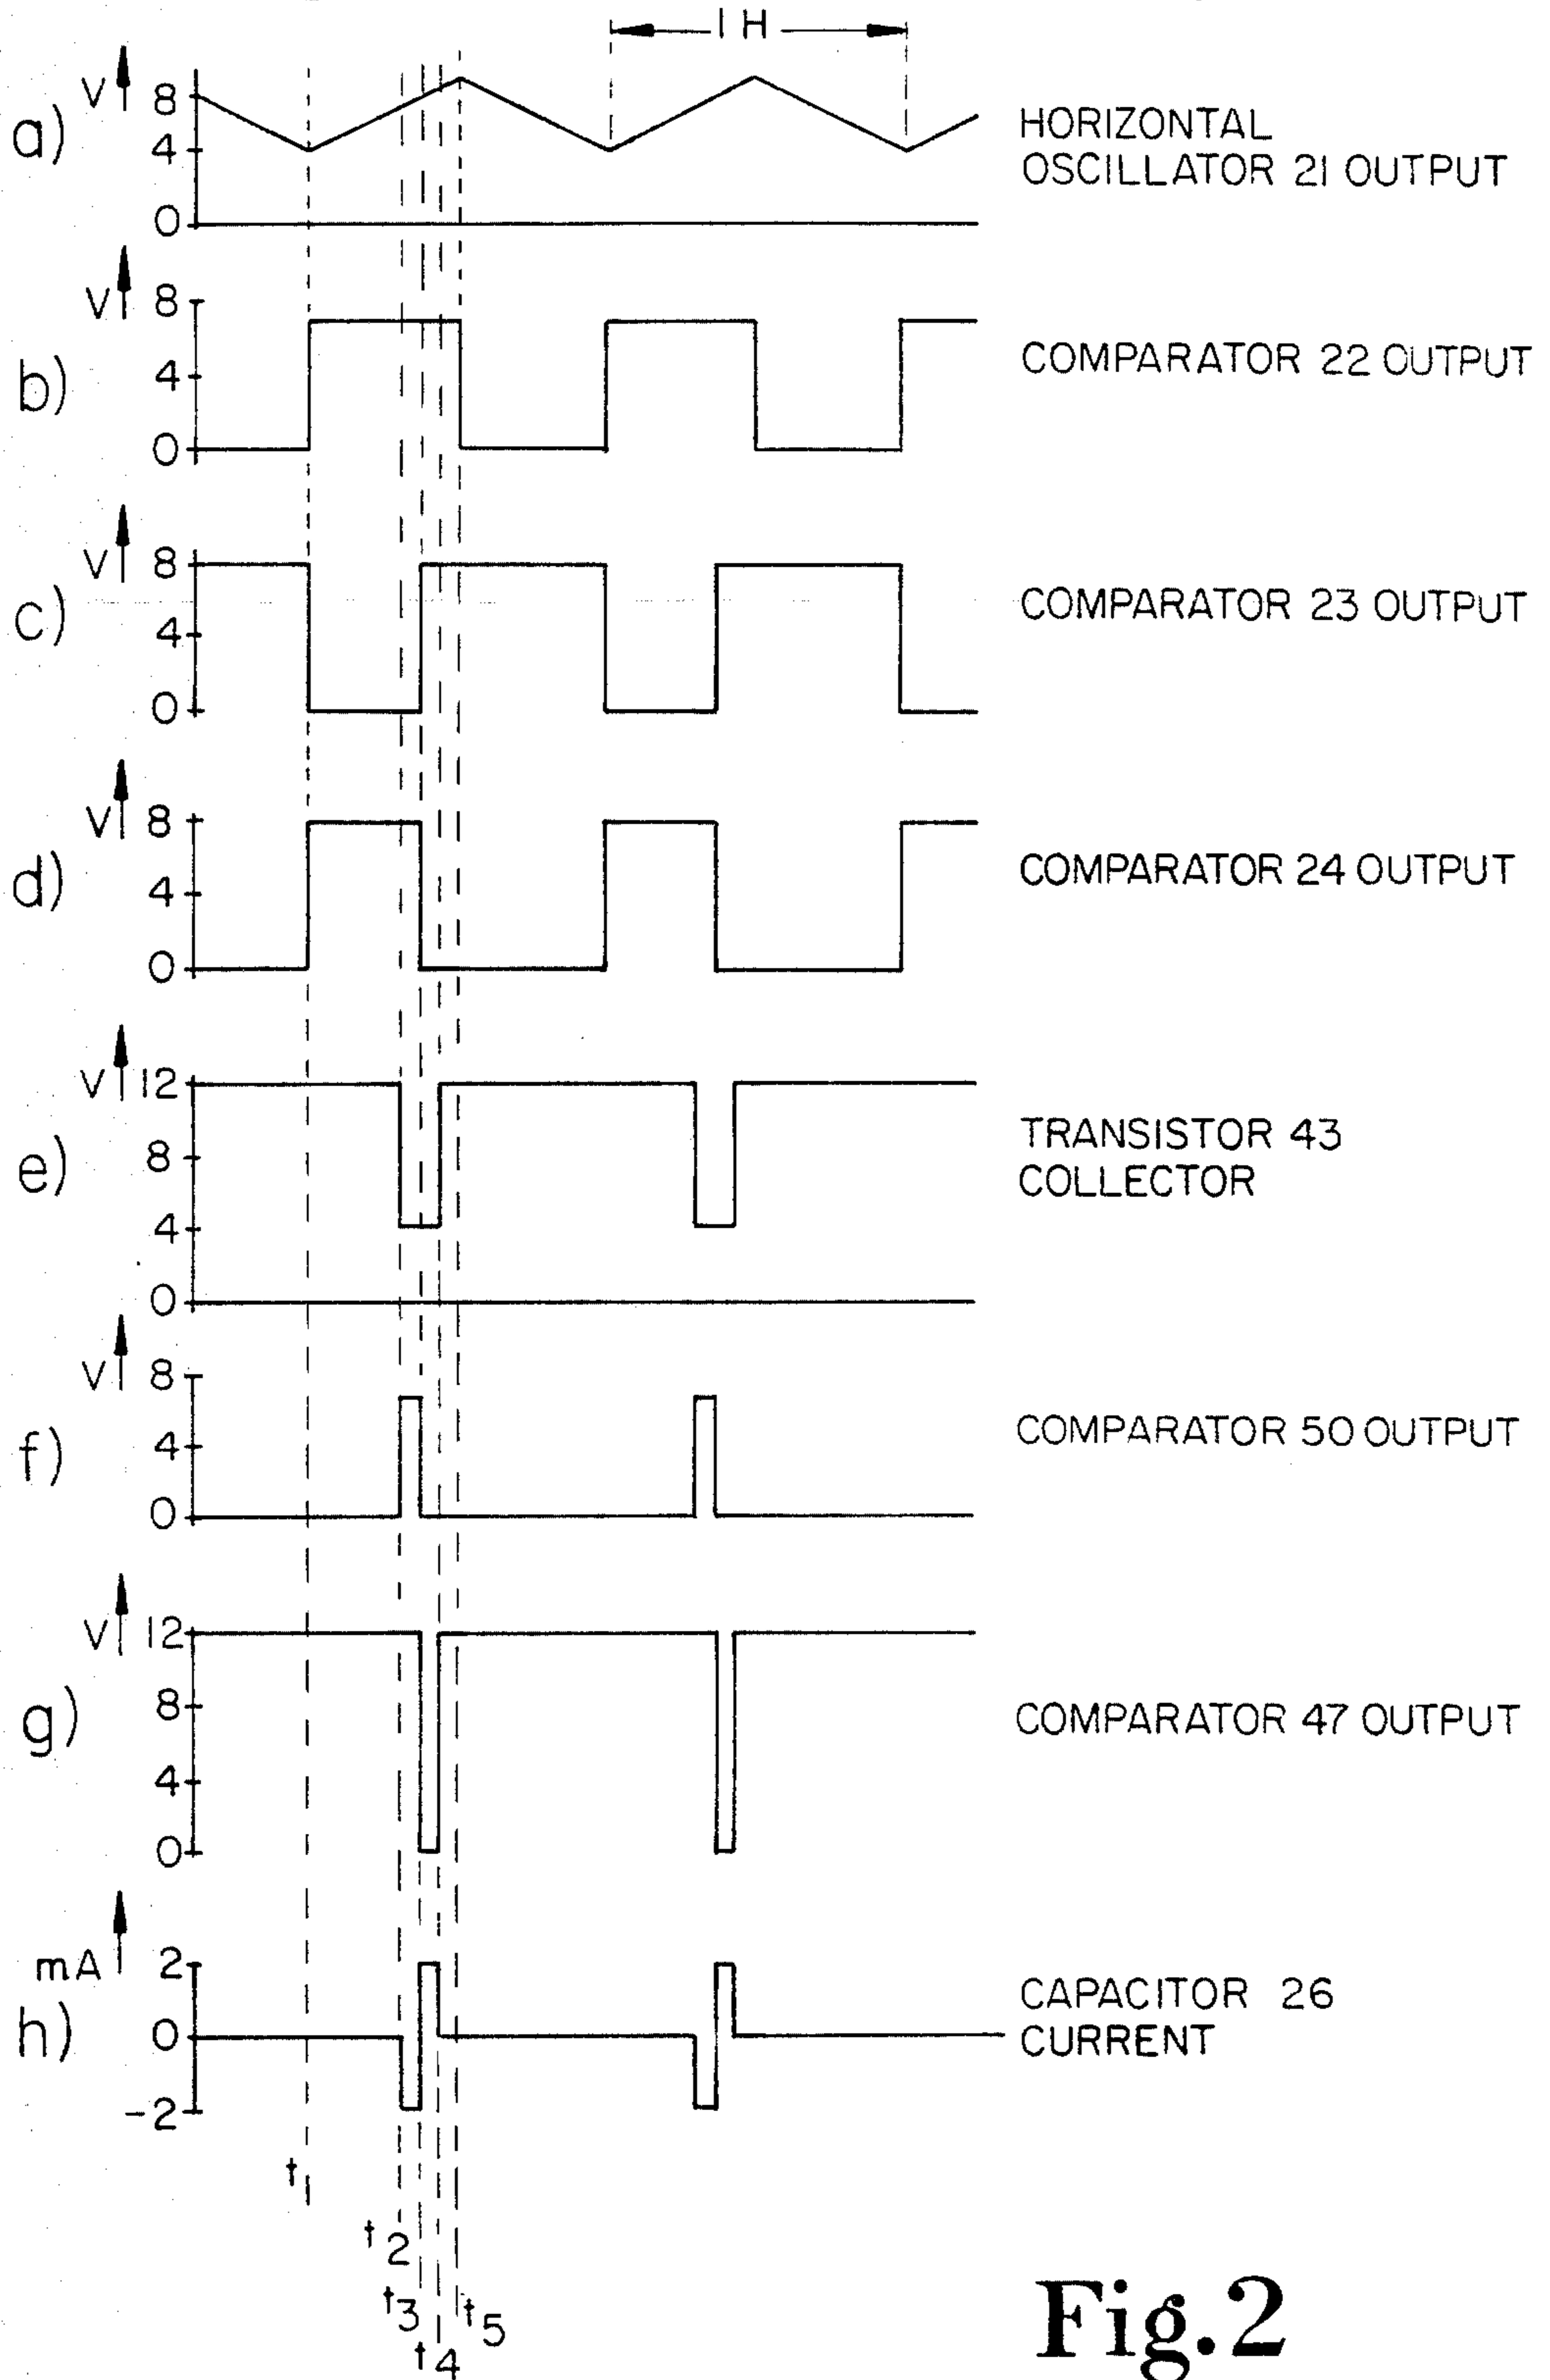 1 H
V
8
4
0
a)
HORIZONTAL
OSCILLATOR 21 OUTPUT
V
8
4
0
b)
COMPARATOR 22 OUTPUT
V
8
4
0
c)
COMPARATOR 23 OUTPUT
V
8
4
0
d)
COMPARATOR 24 OUTPUT
V
12
8
4
0
e)
TRANSISTOR 43
COLLECTOR
V
8
4
0
f)
COMPARATOR 50 OUTPUT
V
12
8
4
0
g)
COMPARATOR 47 OUTPUT
mA
2
0
-2
h)
CAPACITOR 26
CURRENT
t1
t2
t3
t5
t4
Fig.2